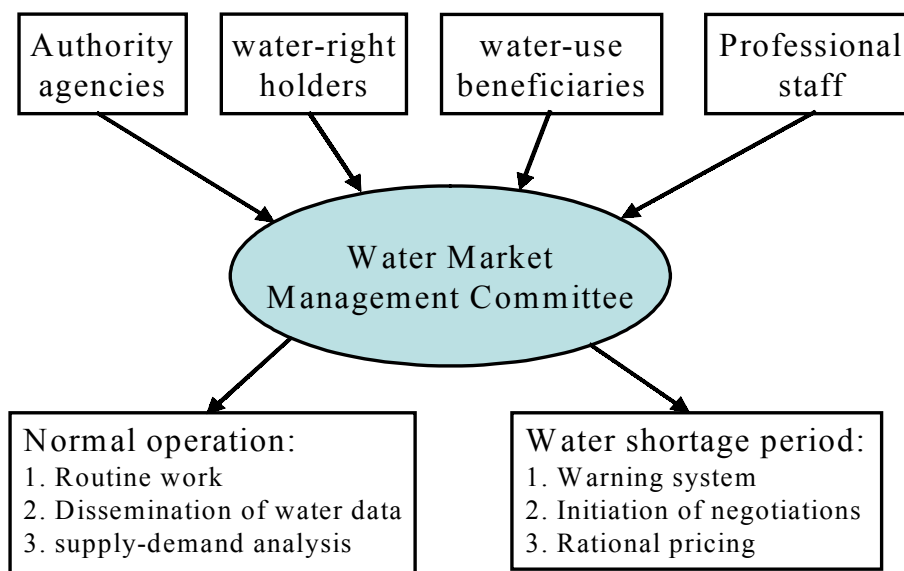 Authority
agencies
water-right
holders
water-use
beneficiaries
Professional
staff
Water Market
Management Committee
Normal operation:
1. Routine work
2. Dissemination of water data
3. supply-demand analysis
Water shortage period:
1. Warning system
2. Initiation of negotiations
3. Rational pricing